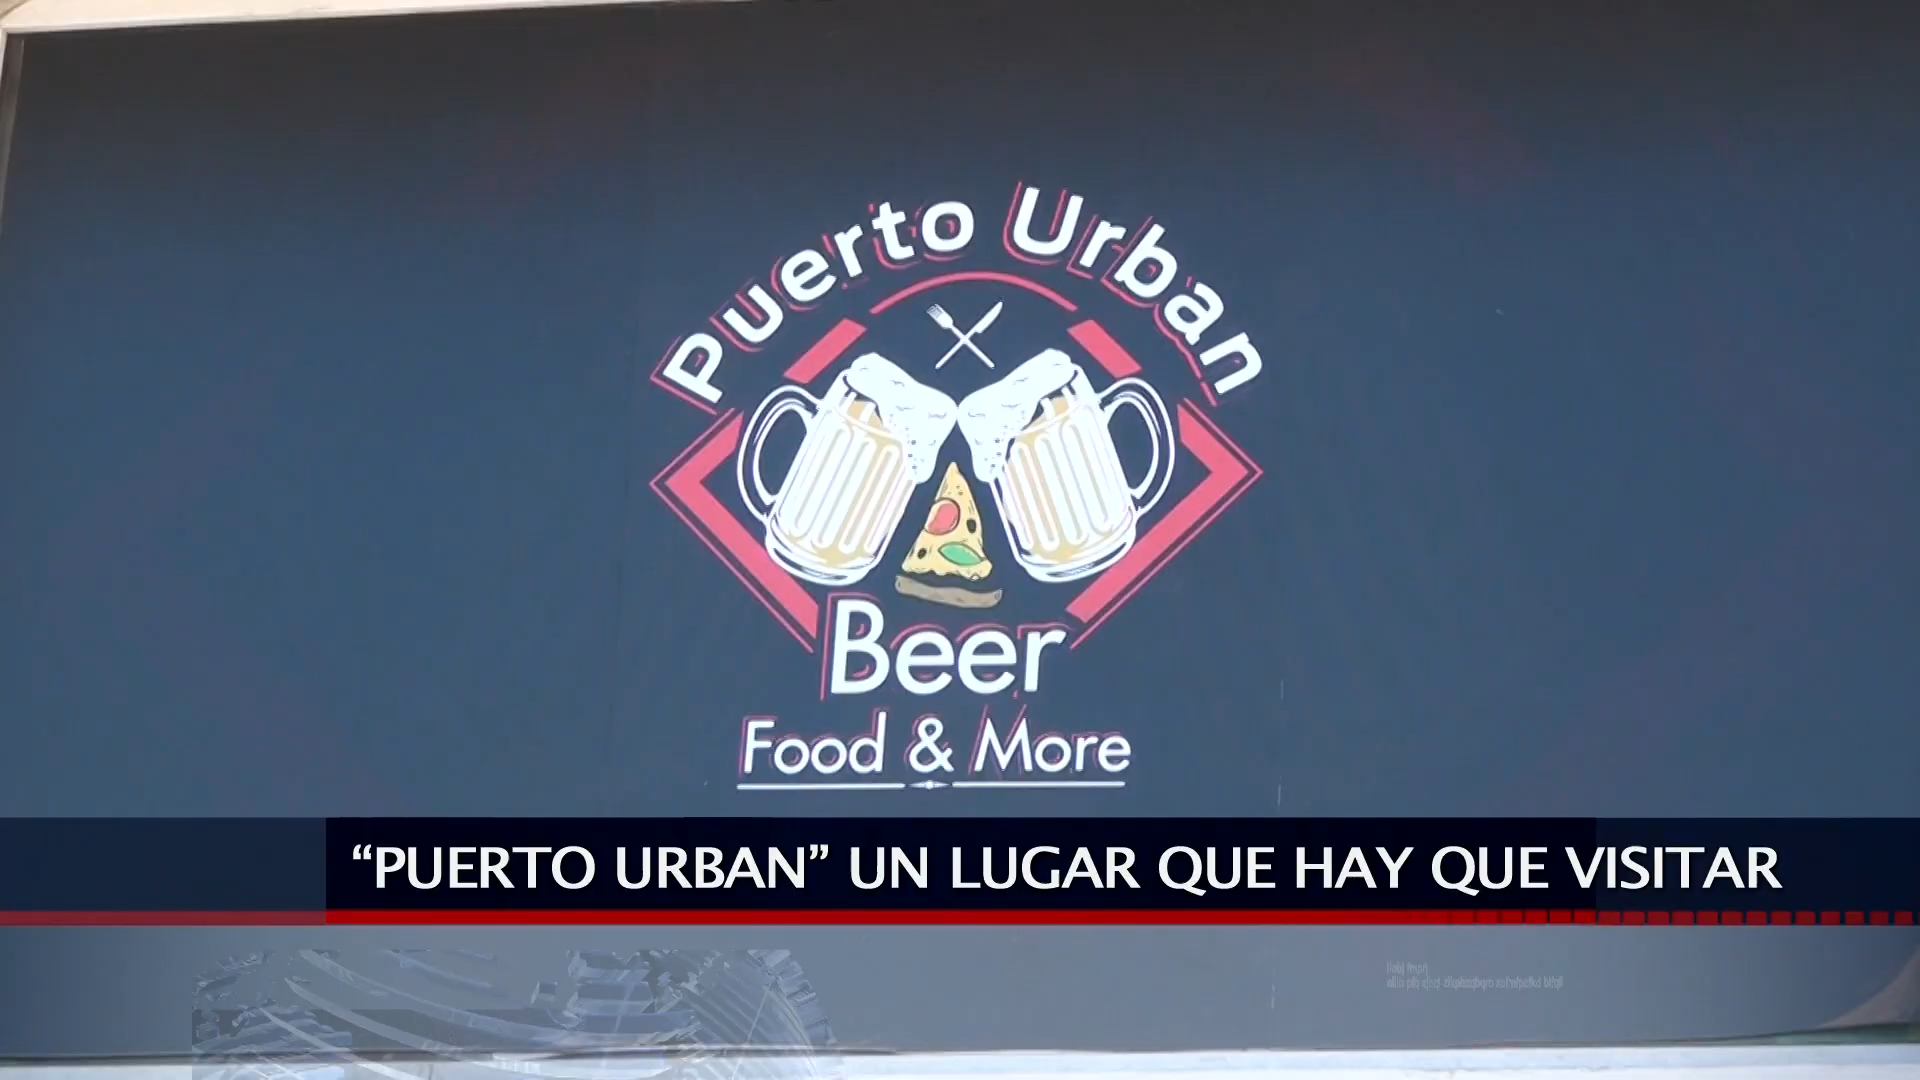 Puerto Urban
Beer
Food & More
“PUERTO URBAN” UN LUGAR QUE HAY QUE VISITAR